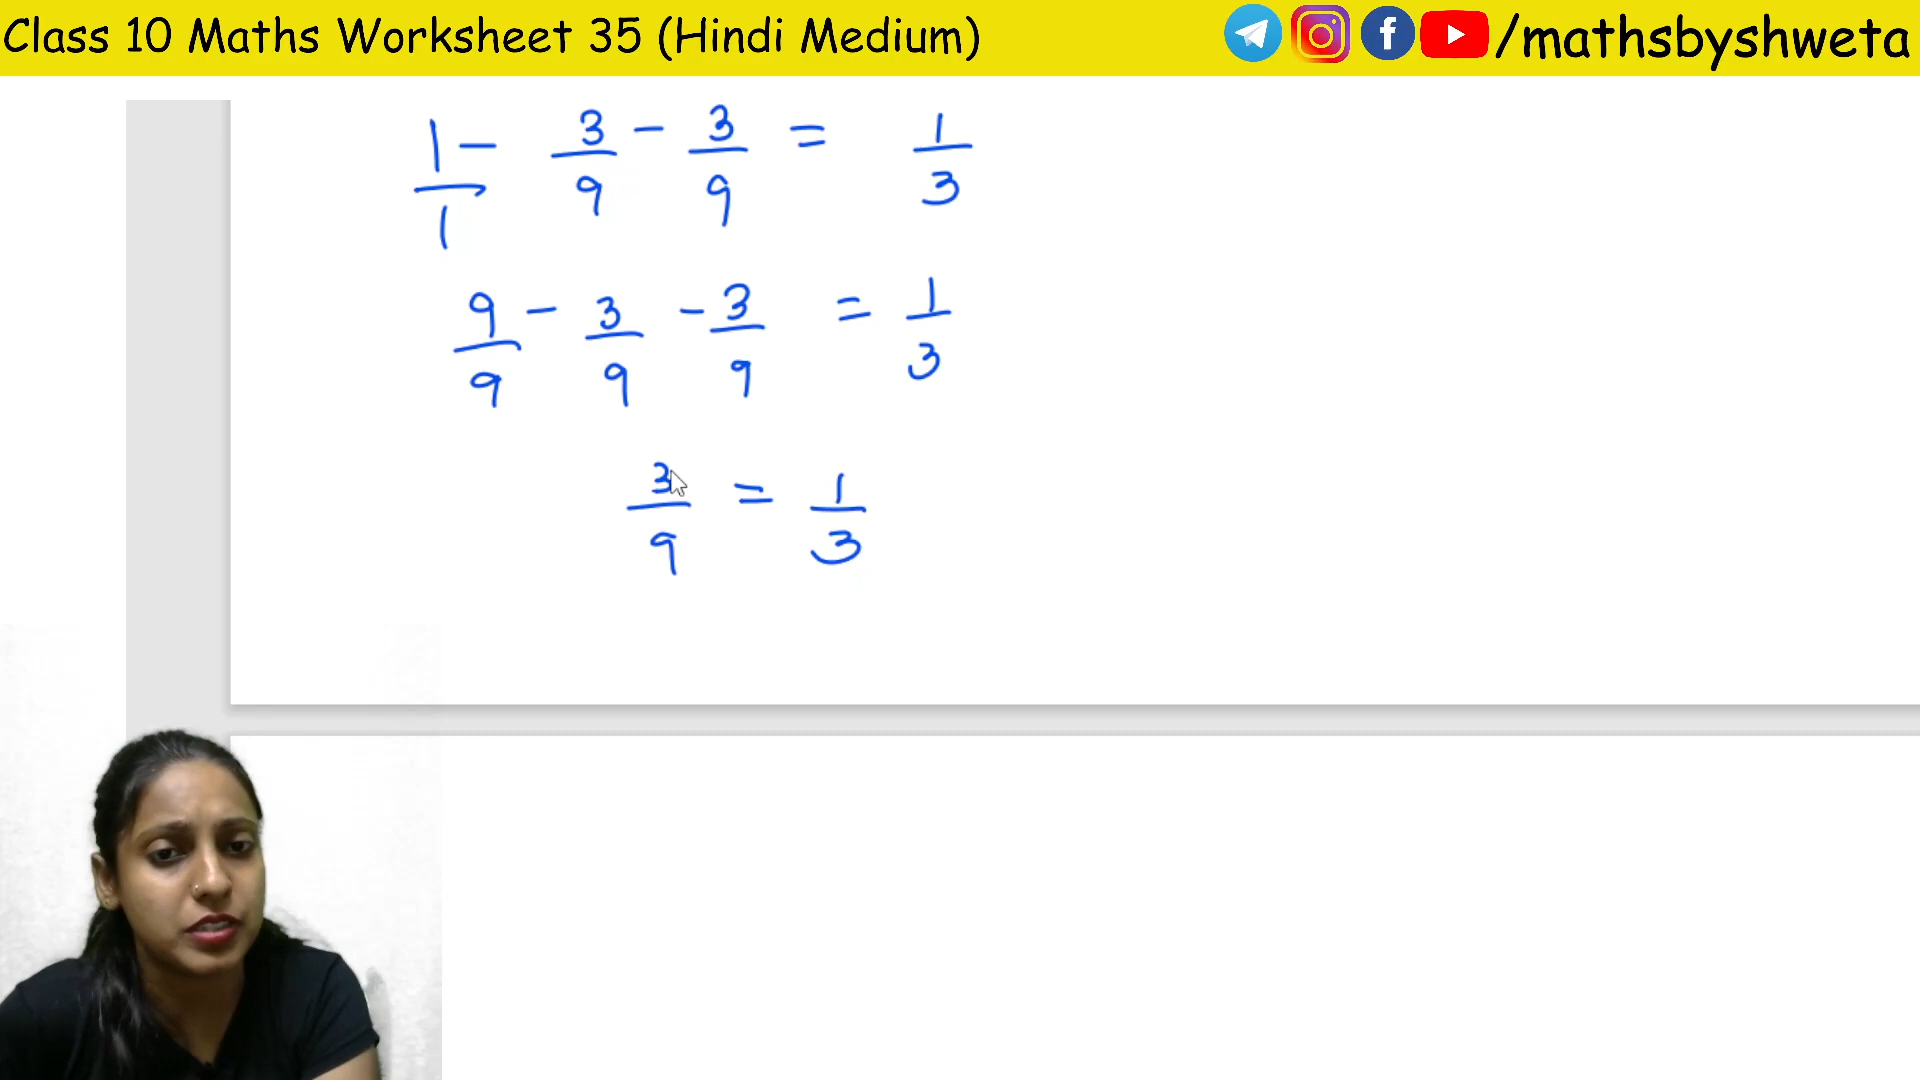 Class 10 Maths Worksheet 35 (Hindi Medium)
/mathsbyshweta
1/1 - 3/9 - 3/9 = 1/3
9/9 - 3/9 - 3/9 = 1/3
3/9 = 1/3